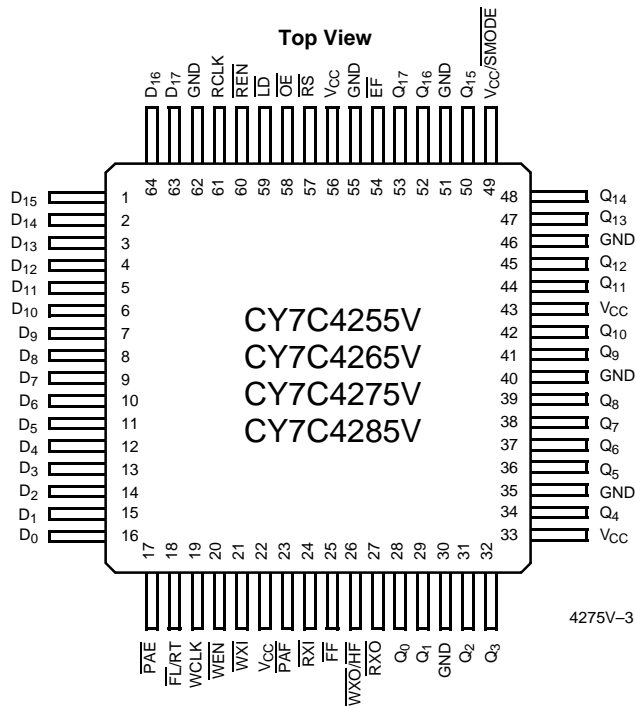 Top View
D16
D17
GND
RCLK
REN
LD
OE
RS
VCC
GND
EF
Q17
Q16
GND
Q15
VCC/SMODE
64
63
62
61
60
59
58
57
56
55
54
53
52
51
50
49
D15 1
D14 2
D13 3
D12 4
D11 5
D10 6
D9 7
D8 8
D7 9
D6 10
D5 11
D4 12
D3 13
D2 14
D1 15
D0 16
CY7C4255V
CY7C4265V
CY7C4275V
CY7C4285V
48 Q14
47 Q13
46 GND
45 Q12
44 Q11
43 VCC
42 Q10
41 Q9
40 GND
39 Q8
38 Q7
37 Q6
36 Q5
35 GND
34 Q4
33 VCC
17
18
19
20
21
22
23
24
25
26
27
28
29
30
31
32
PAE
FL/RT
WCLK
WEN
WXI
VCC
PAF
RXI
FF
WXO/HF
RXO
Q0
Q1
GND
Q2
Q3
4275V–3